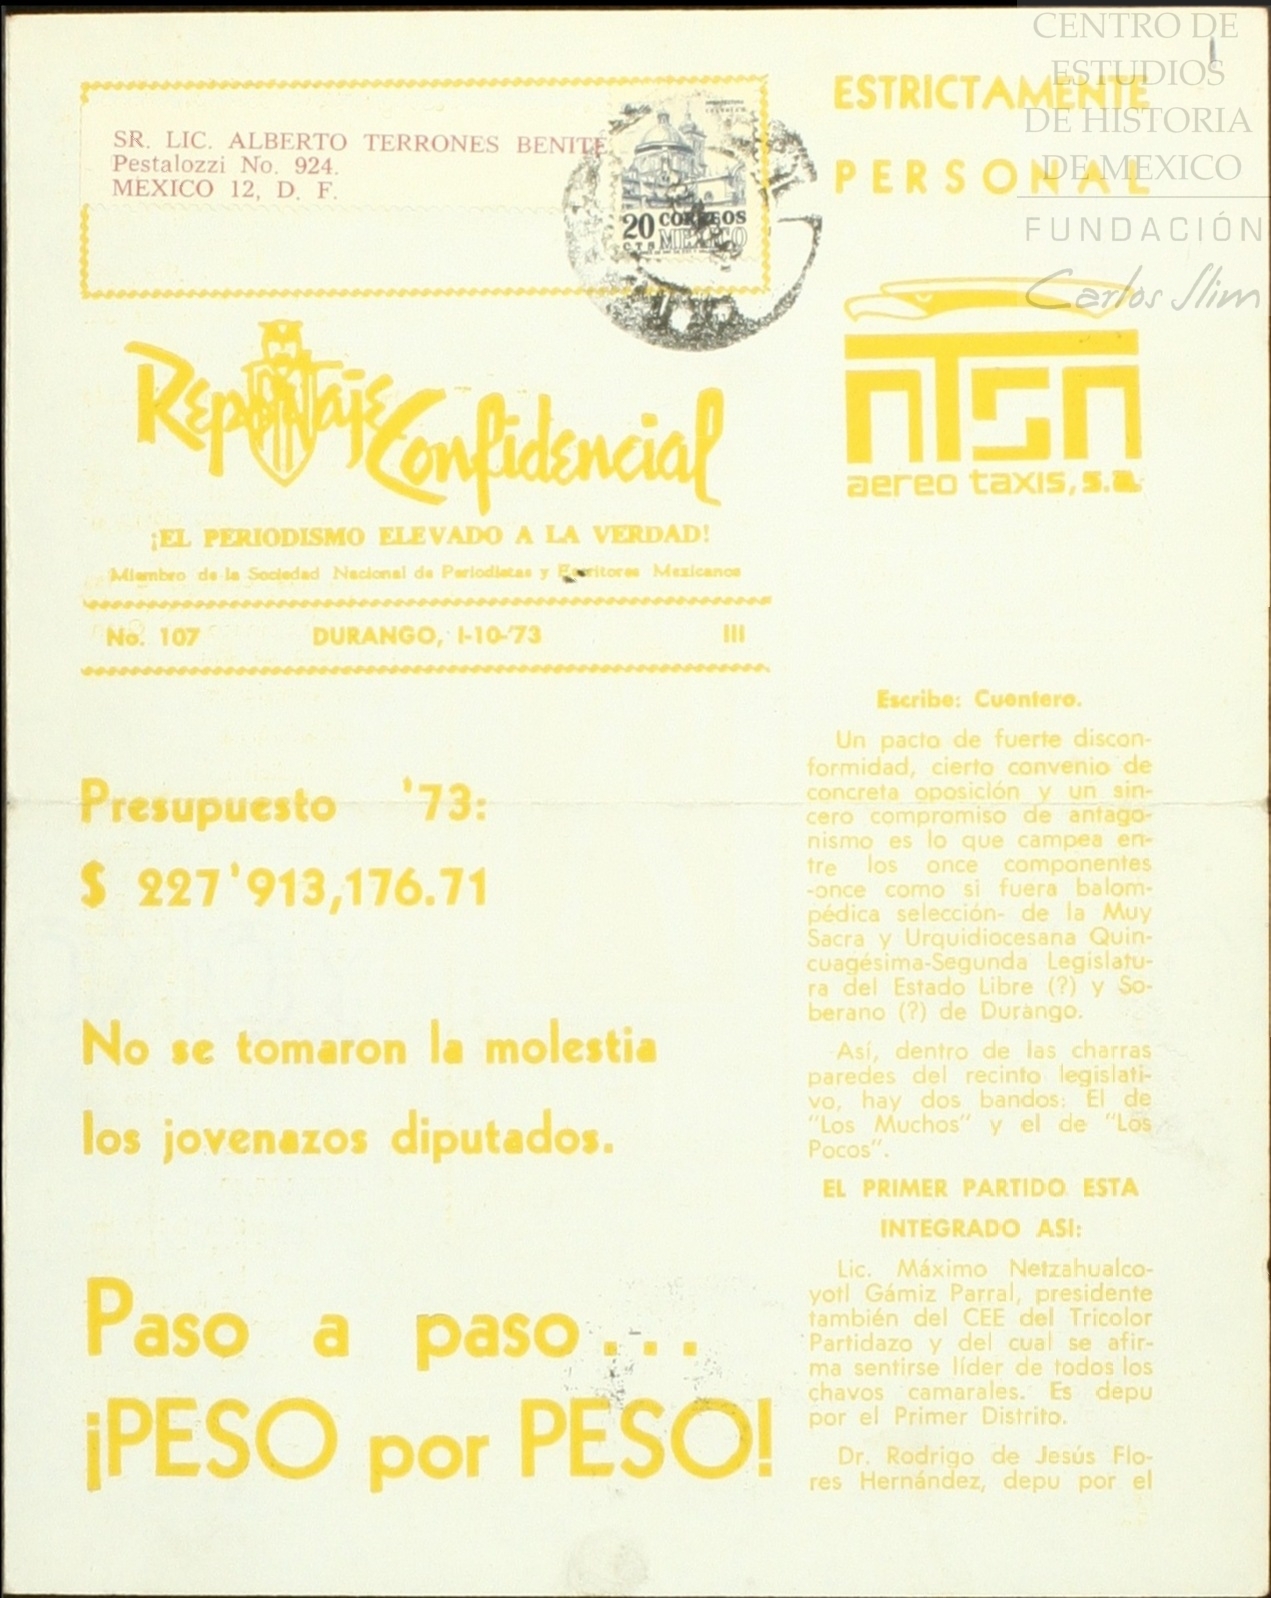 CENTRO DE
ESTUDIOS
DE HISTORIA
DE MEXICO
FUNDACIÓN
Carlos Slim
ESTRICTAMENTE
PERSONAL
SR. LIC. ALBERTO TERRONES BENITE
Pestalozzi No. 924.
MEXICO 12, D. F.
20 CORREOS
CTS MEXICO
Reportaje
Confidencial
¡EL PERIODISMO ELEVADO A LA VERDAD!
Miembro de la Sociedad Nacional de Periodistas y Escritores Mexicanos
No. 107 DURANGO, I-10-'73 III
ATSA
aereo taxis, s.a.
Presupuesto '73:
$ 227'913,176.71
No se tomaron la molestia
los jovenazos diputados.
Paso a paso...
¡PESO por PESO!
Escribe: Cuentero.
Un pacto de fuerte discon-
formidad, cierto convenio de
concreta oposición y un sin-
cero compromiso de antago-
nismo es lo que campea en-
tre los once componentes
-once como si fuera balom-
pédica selección- de la Muy
Sacra y Urquidiocesana Quin-
cuagésima-Segunda Legislatu-
ra del Estado Libre (?) y So-
berano (?) de Durango.
Así, dentro de las charras
paredes del recinto legislati-
vo, hay dos bandos: El de
"Los Muchos" y el de "Los
Pocos".
EL PRIMER PARTIDO ESTA
INTEGRADO ASI:
Lic. Máximo Netzahualco-
yotl Gámiz Parral, presidente
también del CEE del Tricolor
Partidazo y del cual se afir-
ma sentirse líder de todos los
chavos camarales. Es depu
por el Primer Distrito.
Dr. Rodrigo de Jesús Flo-
res Hernández, depu por el